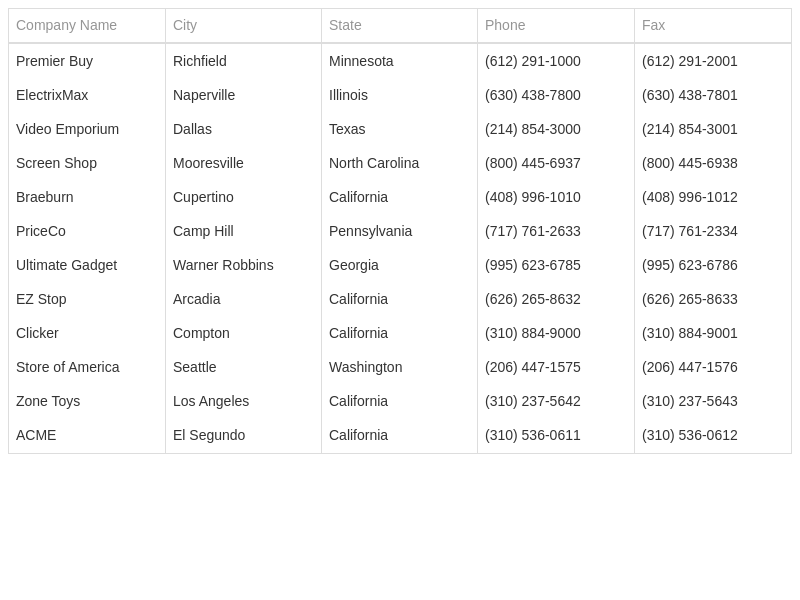 Company Name City State Phone Fax
Premier Buy Richfield Minnesota (612) 291-1000 (612) 291-2001
ElectrixMax Naperville Illinois (630) 438-7800 (630) 438-7801
Video Emporium Dallas Texas (214) 854-3000 (214) 854-3001
Screen Shop Mooresville North Carolina (800) 445-6937 (800) 445-6938
Braeburn Cupertino California (408) 996-1010 (408) 996-1012
PriceCo Camp Hill Pennsylvania (717) 761-2633 (717) 761-2334
Ultimate Gadget Warner Robbins Georgia (995) 623-6785 (995) 623-6786
EZ Stop Arcadia California (626) 265-8632 (626) 265-8633
Clicker Compton California (310) 884-9000 (310) 884-9001
Store of America Seattle Washington (206) 447-1575 (206) 447-1576
Zone Toys Los Angeles California (310) 237-5642 (310) 237-5643
ACME El Segundo California (310) 536-0611 (310) 536-0612